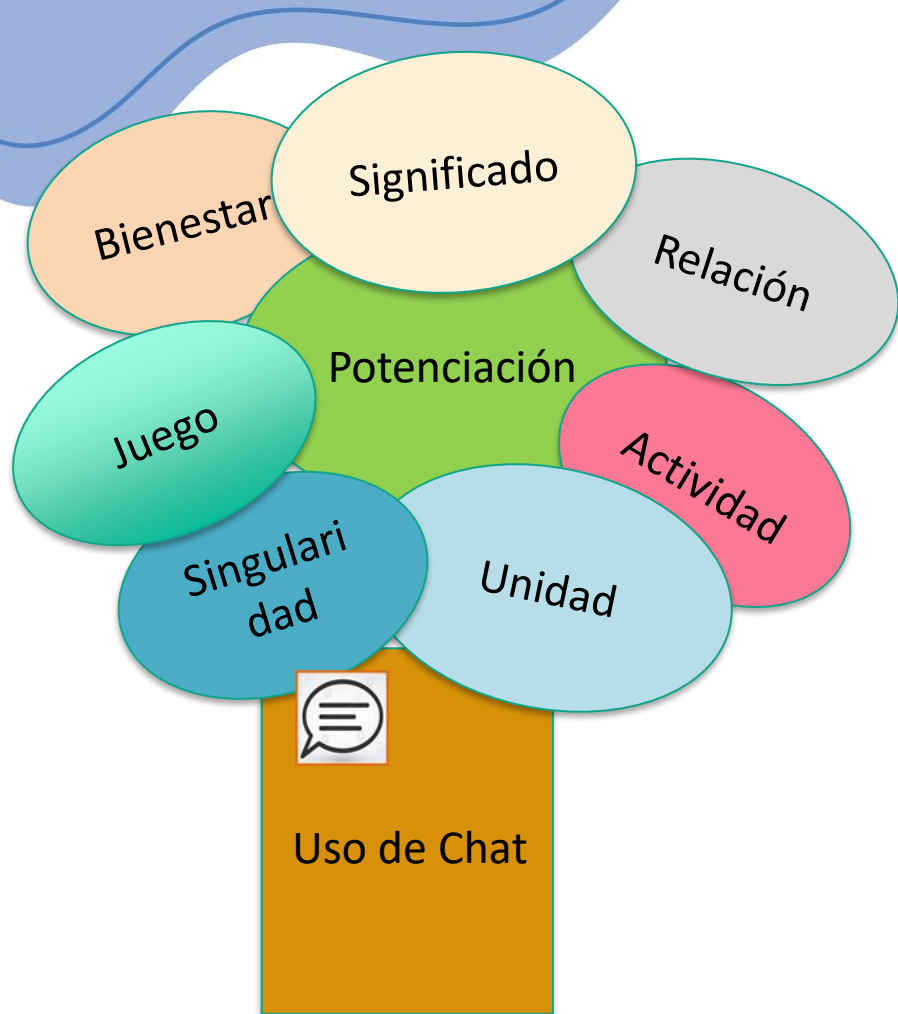 Significado
Bienestar
Relación
Potenciación
Juego
Actividad
Singulari
dad
Unidad
Uso de Chat